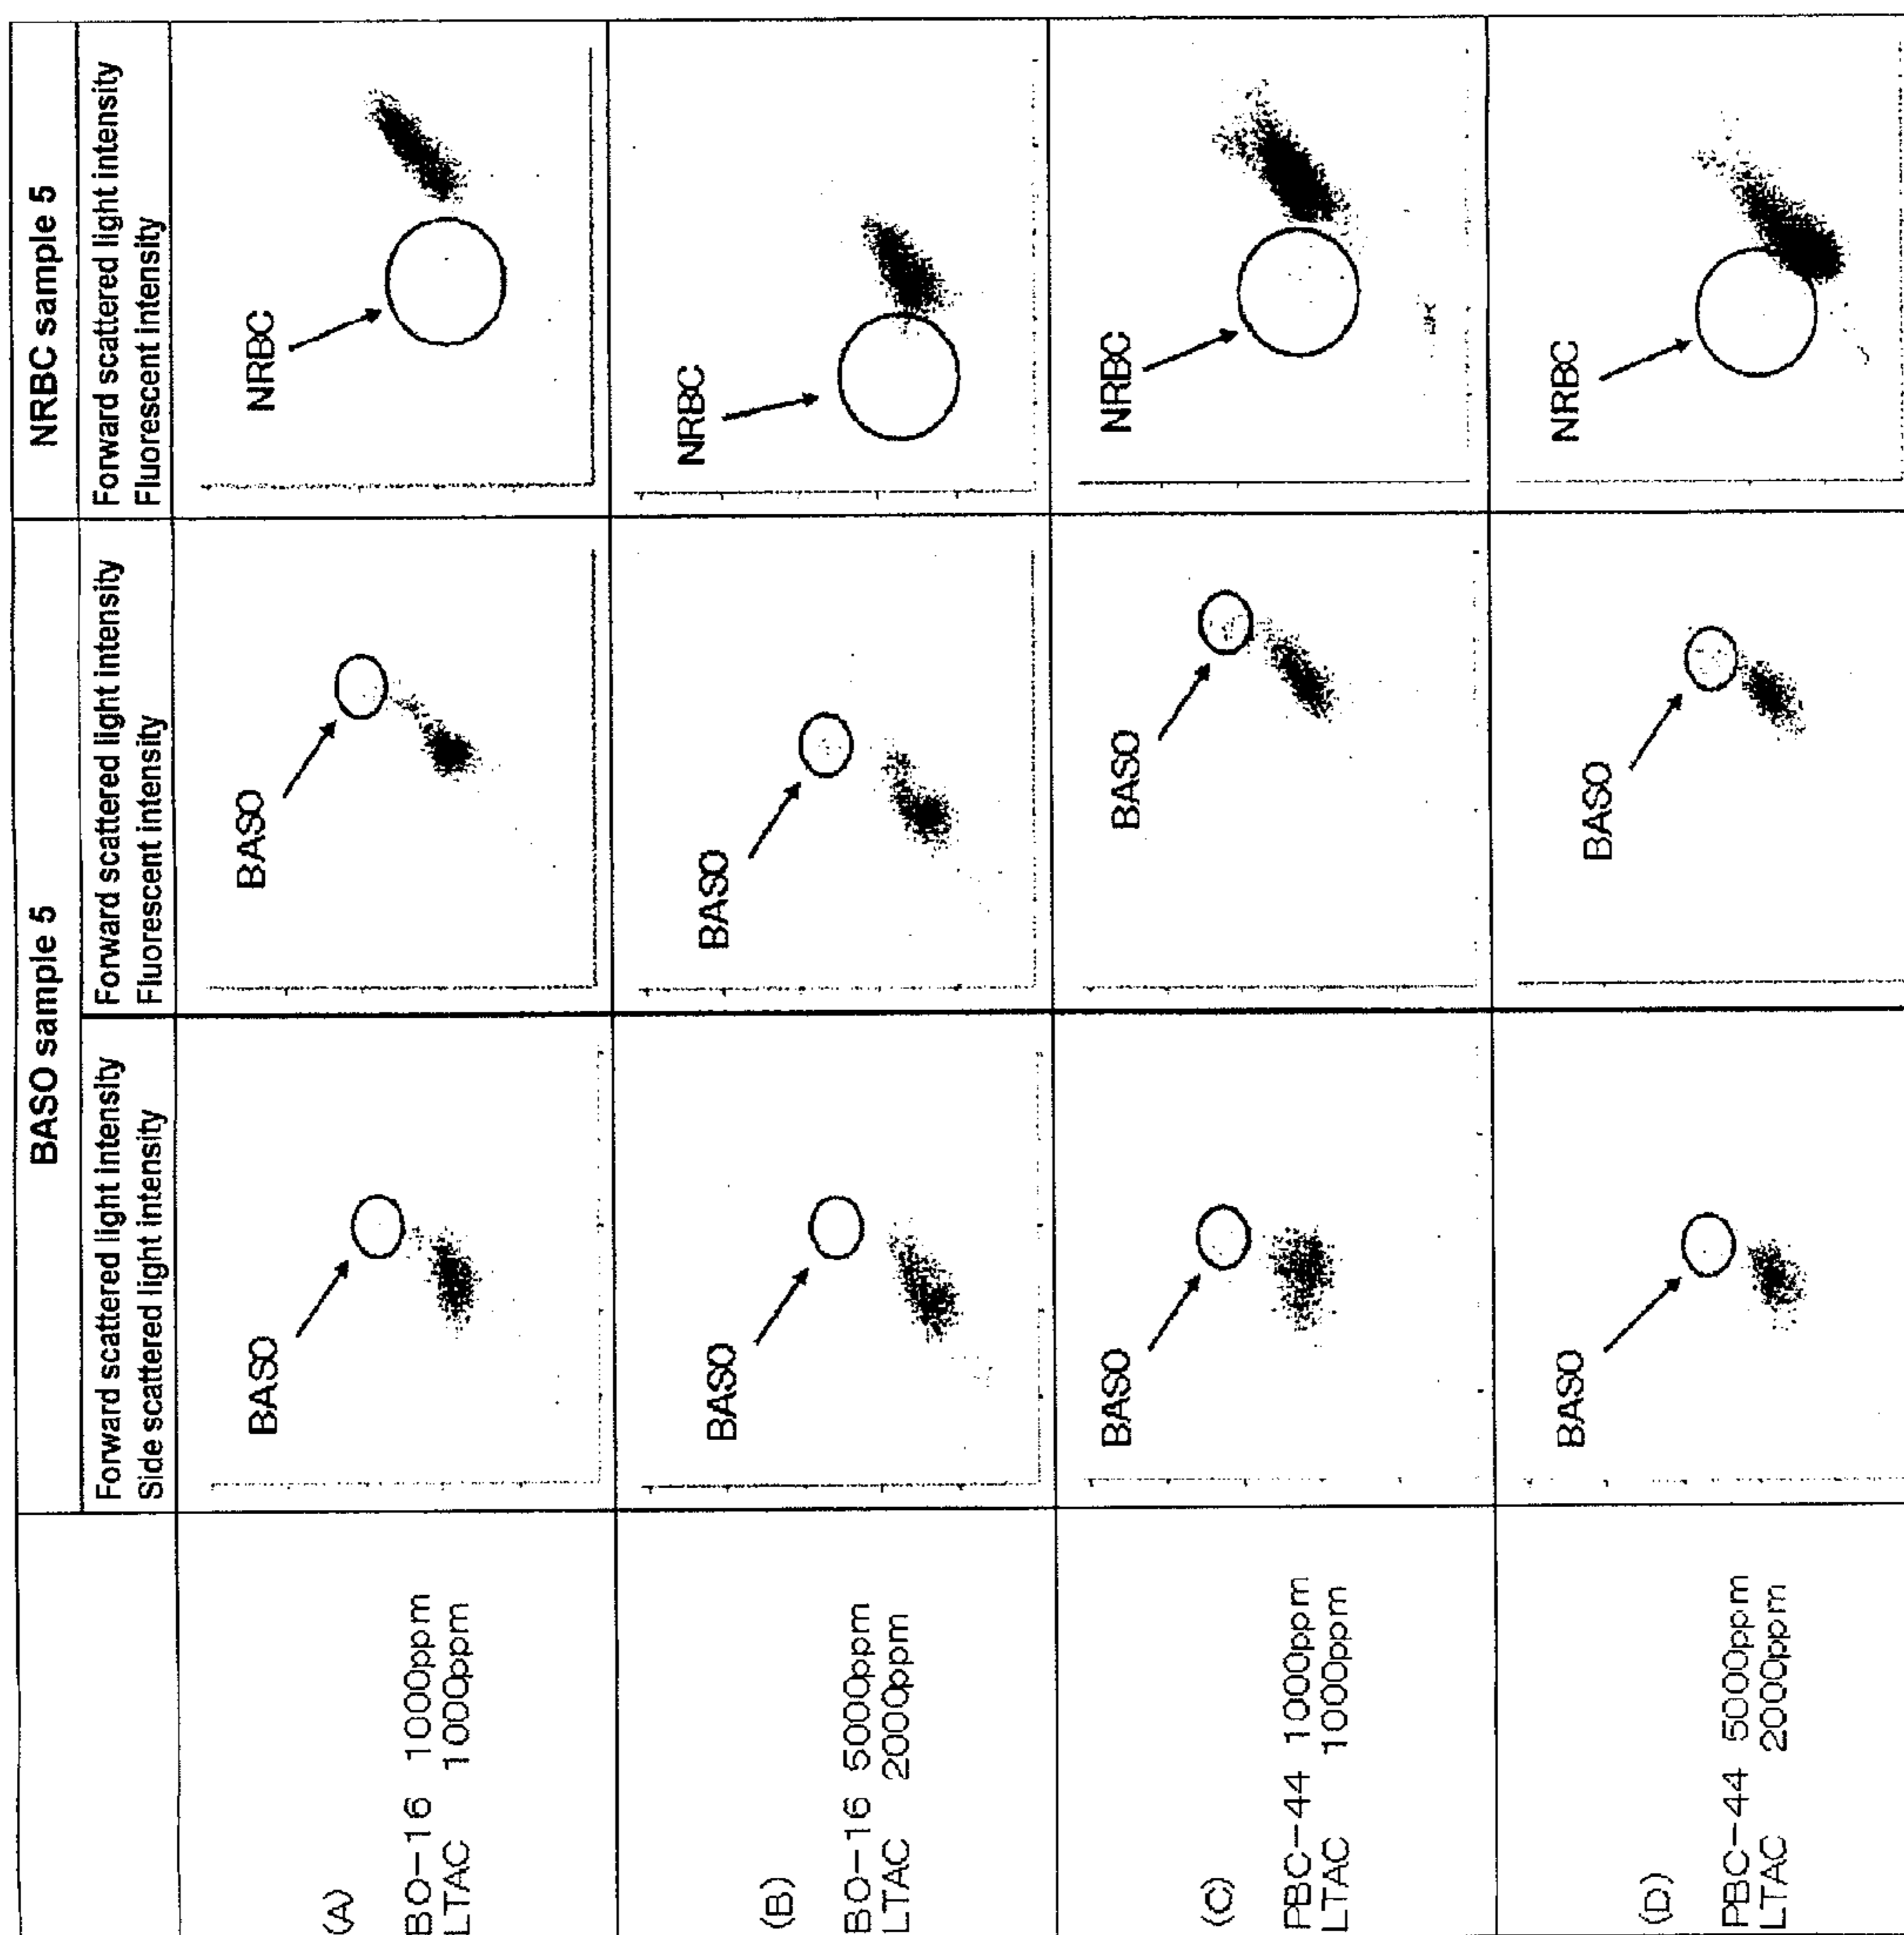 BASO sample 5
NRBC sample 5
Forward scattered light intensity
Side scattered light intensity
Forward scattered light intensity
Fluorescent intensity
Forward scattered light intensity
Fluorescent intensity
(A)
BO-16 1000ppm
LTAC 1000ppm
BASO
BASO
NRBC
(B)
BO-16 5000ppm
LTAC 2000ppm
BASO
BASO
NRBC
(C)
PBC-44 1000ppm
LTAC 1000ppm
BASO
BASO
NRBC
(D)
PBC-44 5000ppm
LTAC 2000ppm
BASO
BASO
NRBC